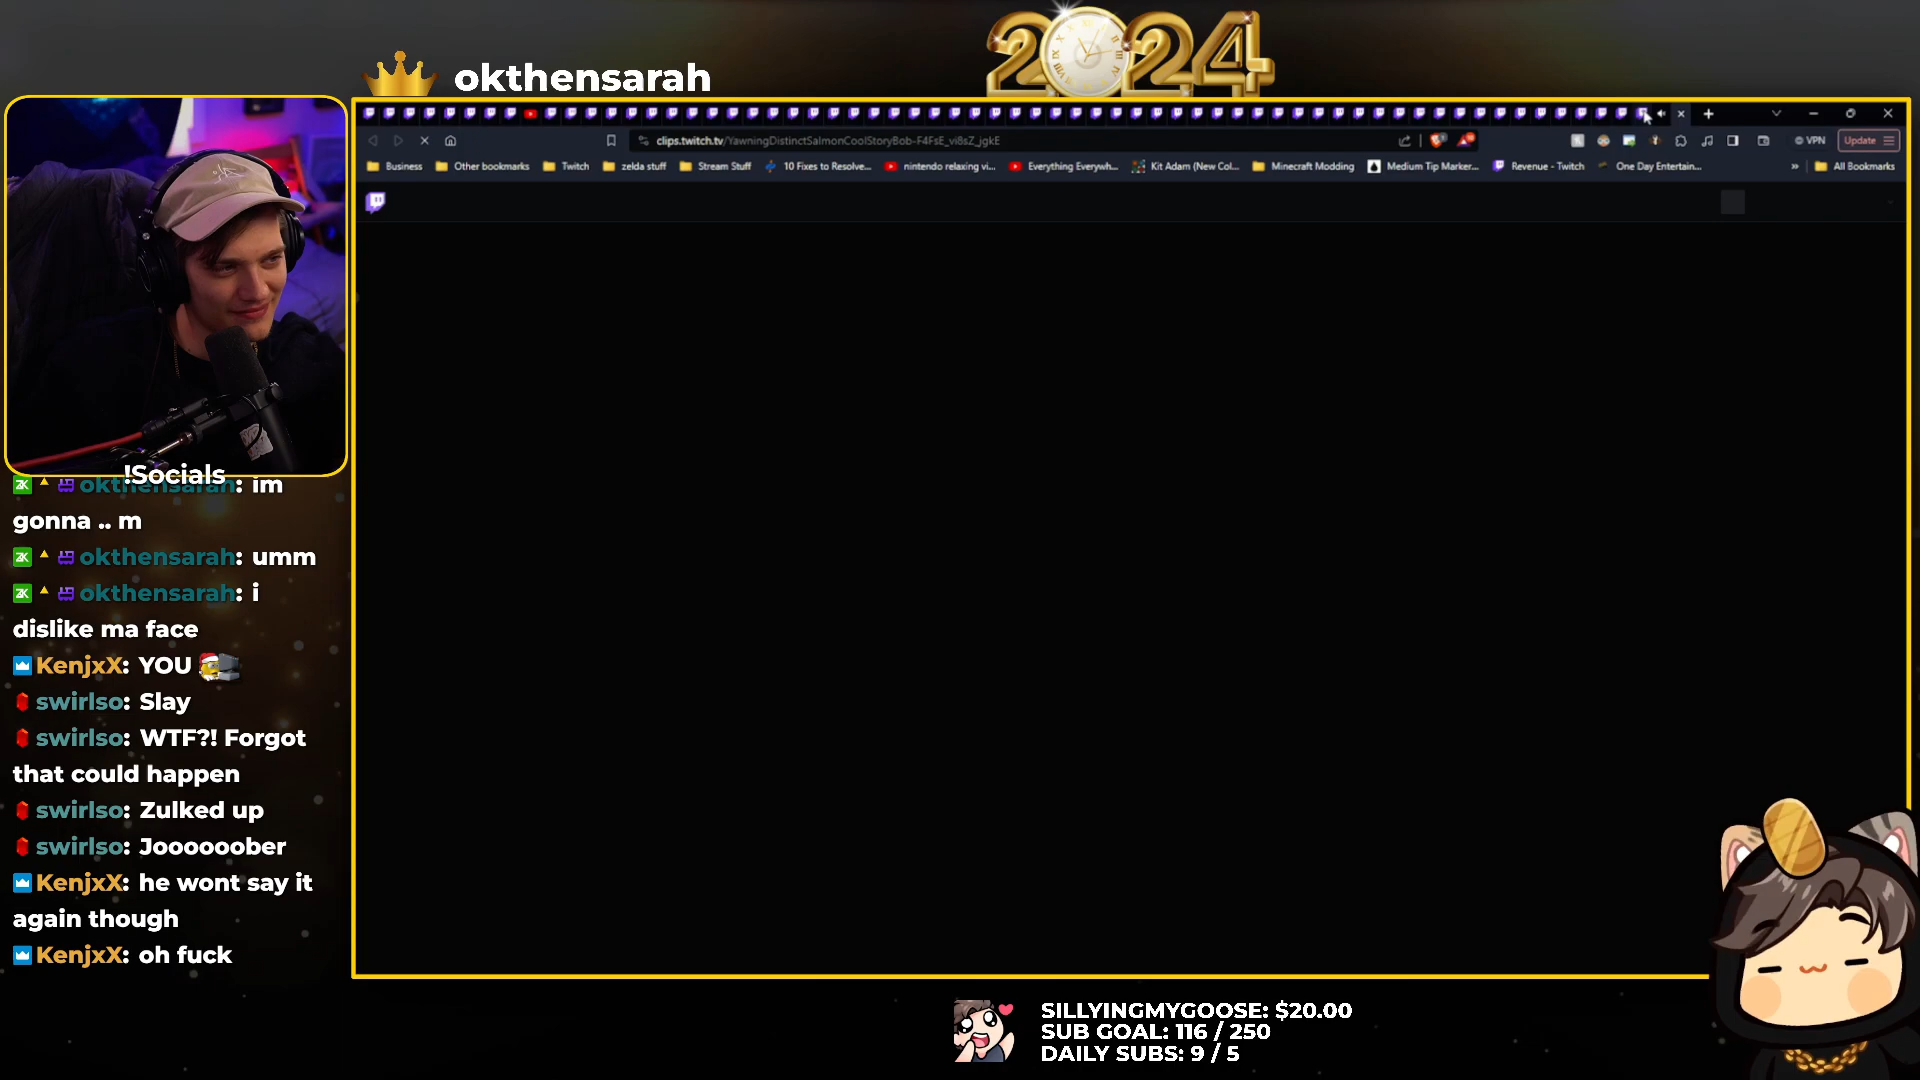 2024
okthensarah
clips.twitch.tv/YawningDistinctSalmonCoolStoryBob-F4FsE_vi8sZ_jgkE
VPN
Update
Business
Other bookmarks
Twitch
zelda stuff
Stream Stuff
10 Fixes to Resolve...
nintendo relaxing vi...
Everything Everywh...
Kit Adam (New Col...
Minecraft Modding
Medium Tip Marker...
Revenue - Twitch
One Day Entertain...
»
All Bookmarks
!Socials
okthensarah: im
gonna .. m
okthensarah: umm
okthensarah: i
dislike ma face
KenjxX: YOU
swirlso: Slay
swirlso: WTF?! Forgot
that could happen
swirlso: Zulked up
swirlso: Jooooooober
KenjxX: he wont say it
again though
KenjxX: oh fuck
SILLYINGMYGOOSE: $20.00
SUB GOAL: 116 / 250
DAILY SUBS: 9 / 5